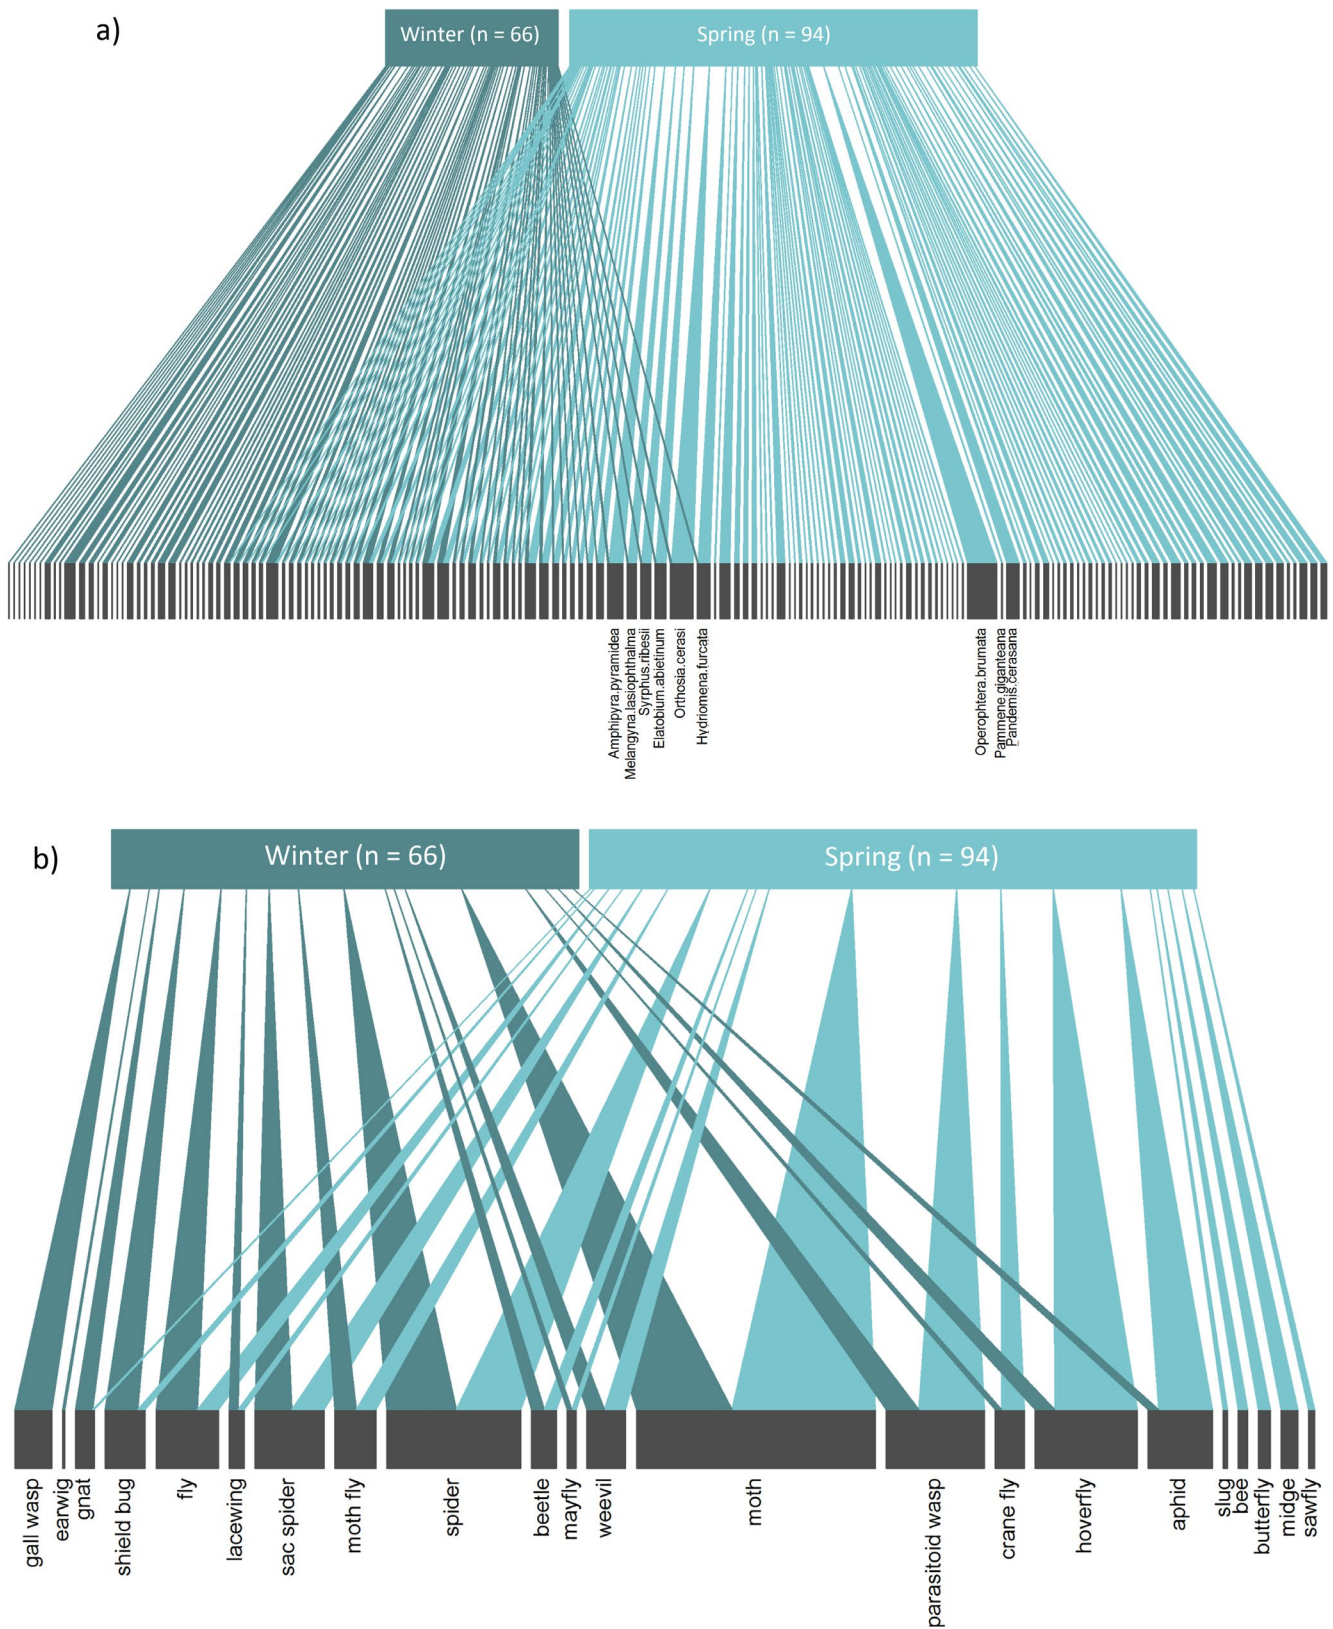 a)
Winter (n = 66)
Spring (n = 94)
Amphipyra.pyramidea
Melangyna.lasiophthalma
Syrphus.ribesii
Elatobium.abietinum
Orthosia.cerasi
Hydriomena.furcata
Operophtera.brumata
Pammene.giganteana
Pandemis.cerasana
b)
Winter (n = 66)
Spring (n = 94)
gall wasp
earwig
gnat
shield bug
fly
lacewing
sac spider
moth fly
spider
beetle
mayfly
weevil
moth
parasitoid wasp
crane fly
hoverfly
aphid
slug
bee
butterfly
midge
sawfly